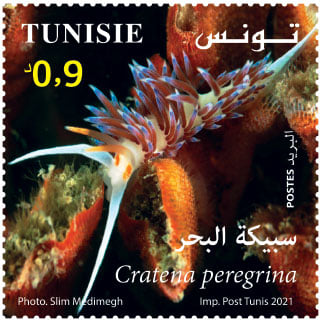 TUNISIE تونس
د 0,9
البريد POSTES
سبيكة البحر
Cratena peregrina
Photo. Slim Medimegh Imp. Post Tunis 2021